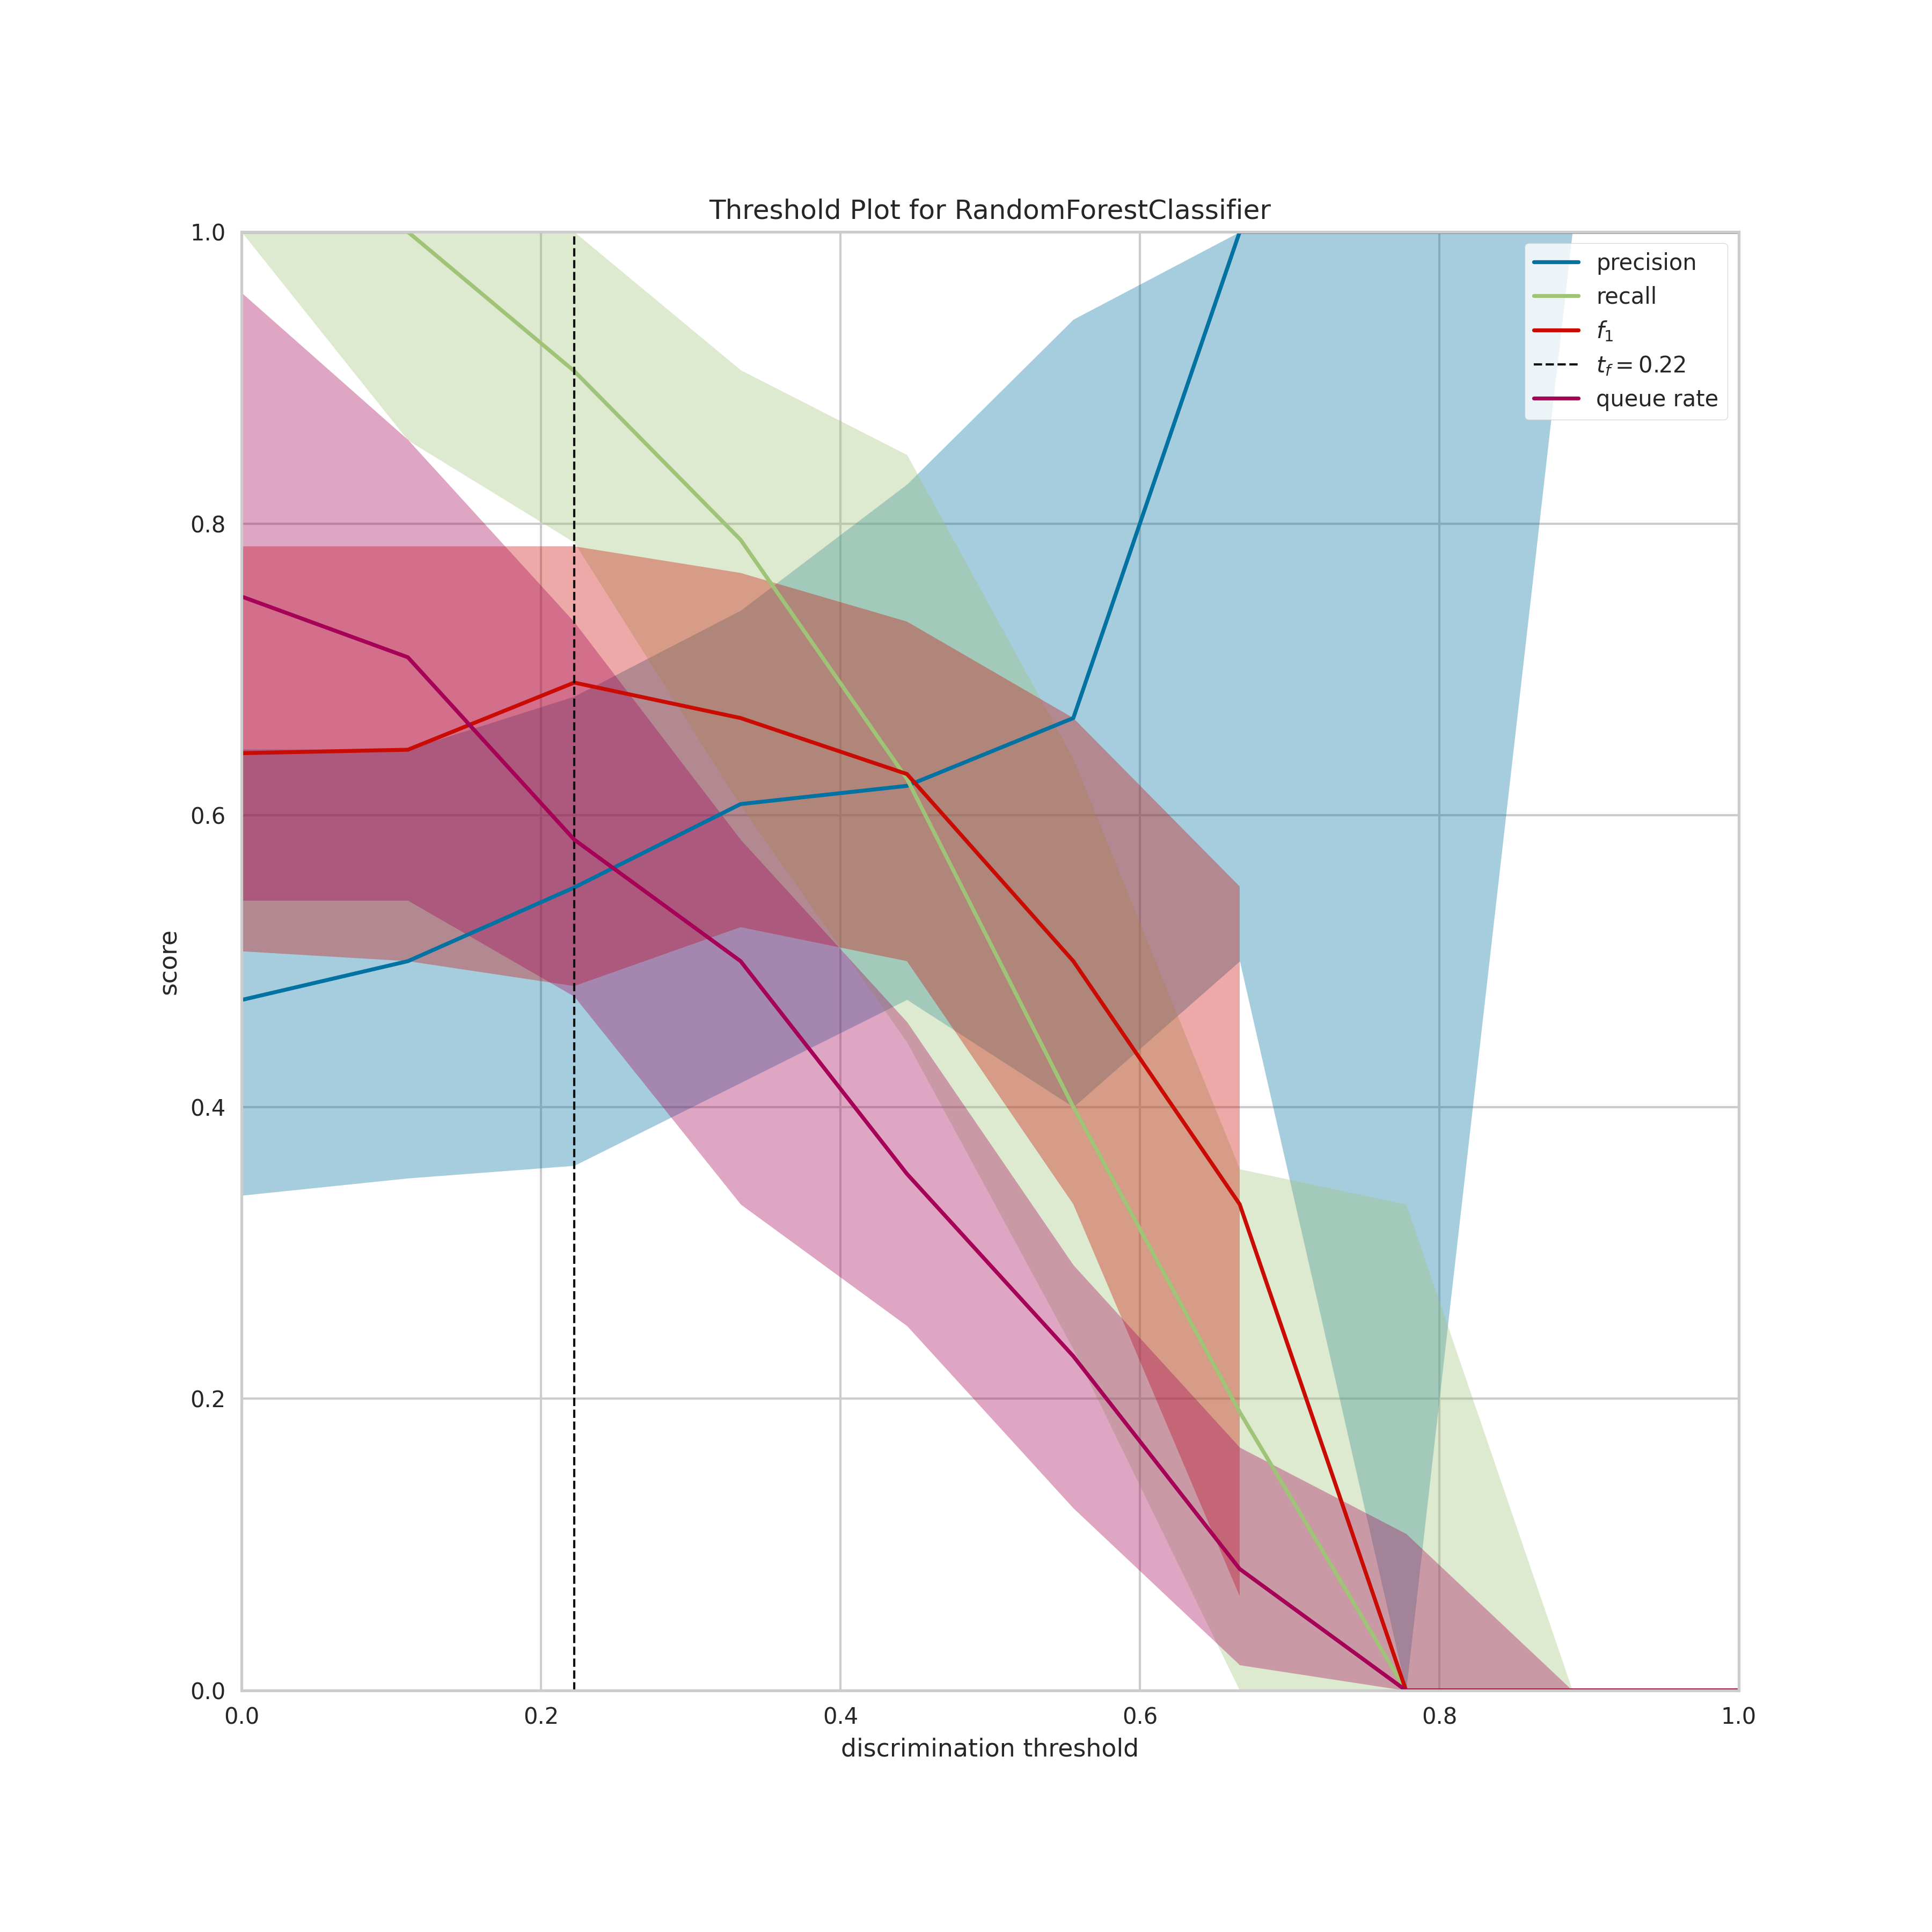 Threshold Plot for RandomForestClassifier
1.0
0.8
0.6
0.4
0.2
0.0
score
0.0 0.2 0.4 0.6 0.8 1.0
discrimination threshold
precision
recall
f₁
t_f = 0.22
queue rate